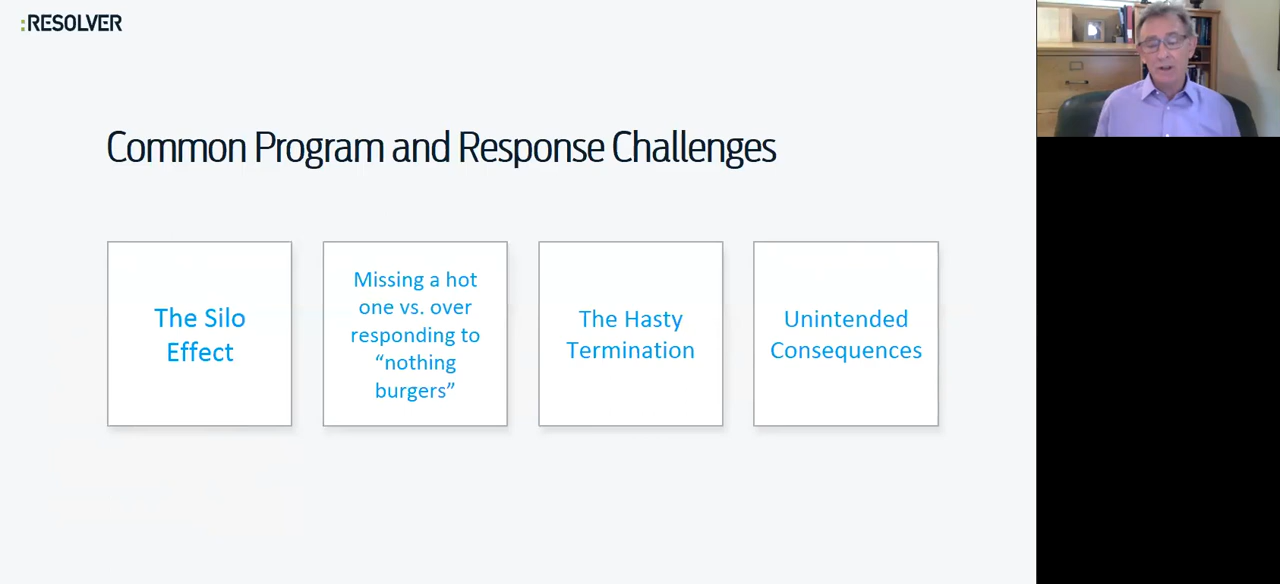 :RESOLVER
Common Program and Response Challenges
The Silo
Effect
Missing a hot
one vs. over
responding to
“nothing
burgers”
The Hasty
Termination
Unintended
Consequences